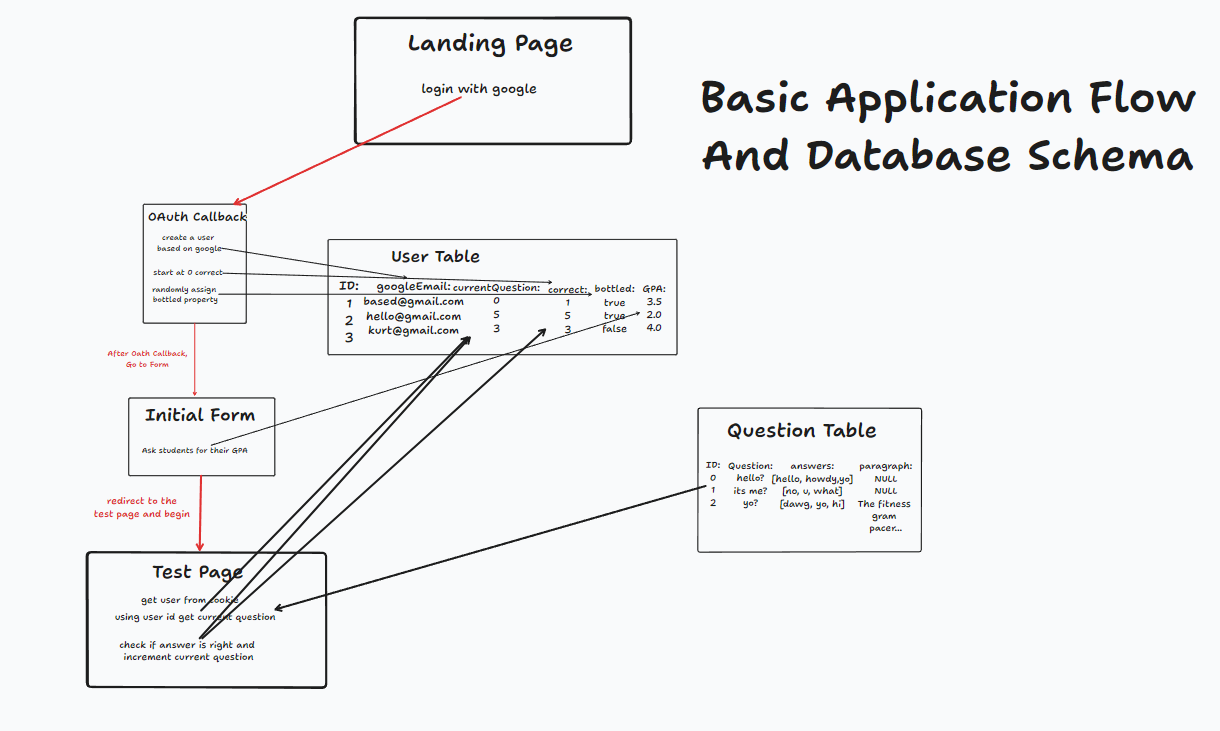 Landing Page
login with google
Basic Application Flow
And Database Schema
OAuth Callback
create a user
based on google
start at 0 correct
randomly assign
bottled property
User Table
ID: googleEmail: currentQuestion: correct: bottled: GPA:
1 based@gmail.com 0 1 true 3.5
2 hello@gmail.com 5 5 true 2.0
3 kurt@gmail.com 3 3 false 4.0
After Oath Callback,
Go to Form
Initial Form
Ask students for their GPA
redirect to the
test page and begin
Question Table
ID: Question: answers: paragraph:
0 hello? [hello, howdy,yo] NULL
1 its me? [no, u, what] NULL
2 yo? [dawg, yo, hi] The fitness
gram
pacer...
Test Page
get user from cookie
using user id get current question
check if answer is right and
increment current question